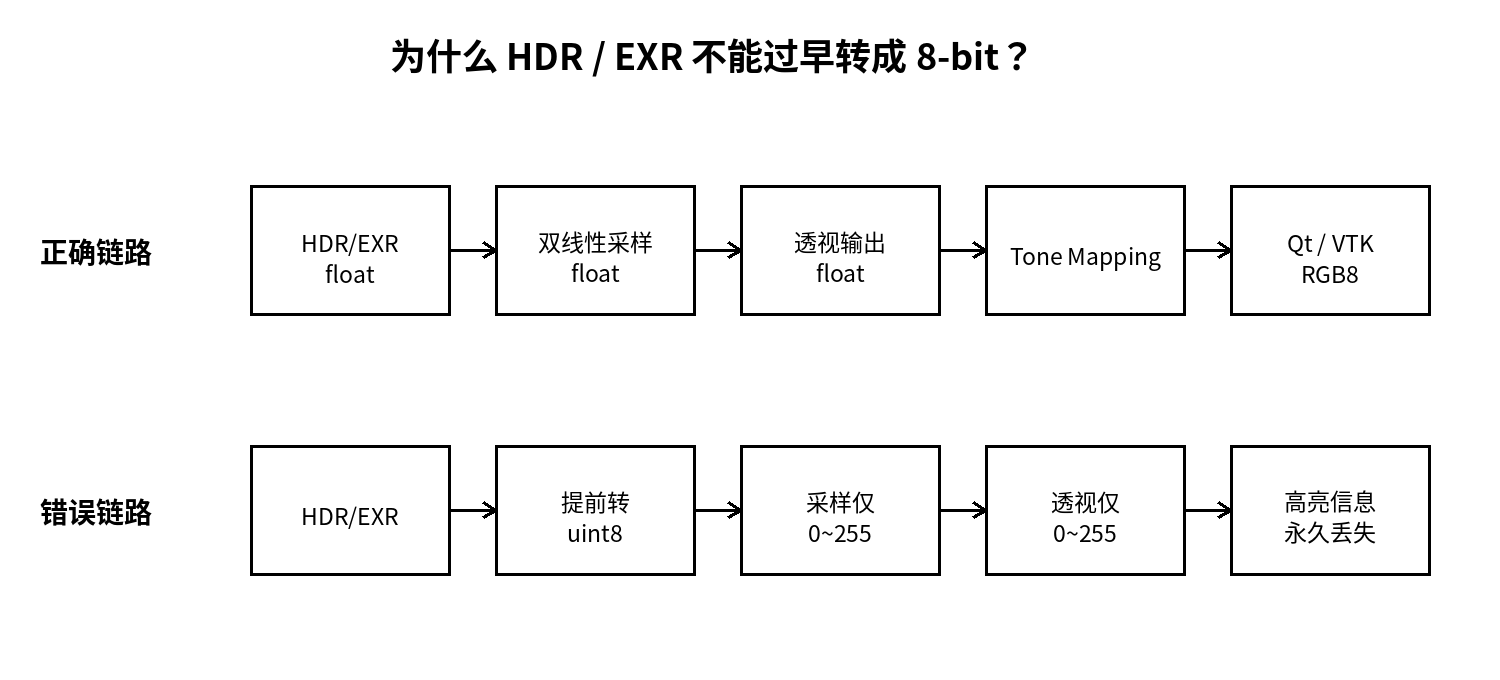 为什么 HDR / EXR 不能过早转成 8-bit？
正确链路
HDR/EXR
float
双线性采样
float
透视输出
float
Tone Mapping
Qt / VTK
RGB8
错误链路
HDR/EXR
提前转
uint8
采样仅
0~255
透视仅
0~255
高亮信息
永久丢失